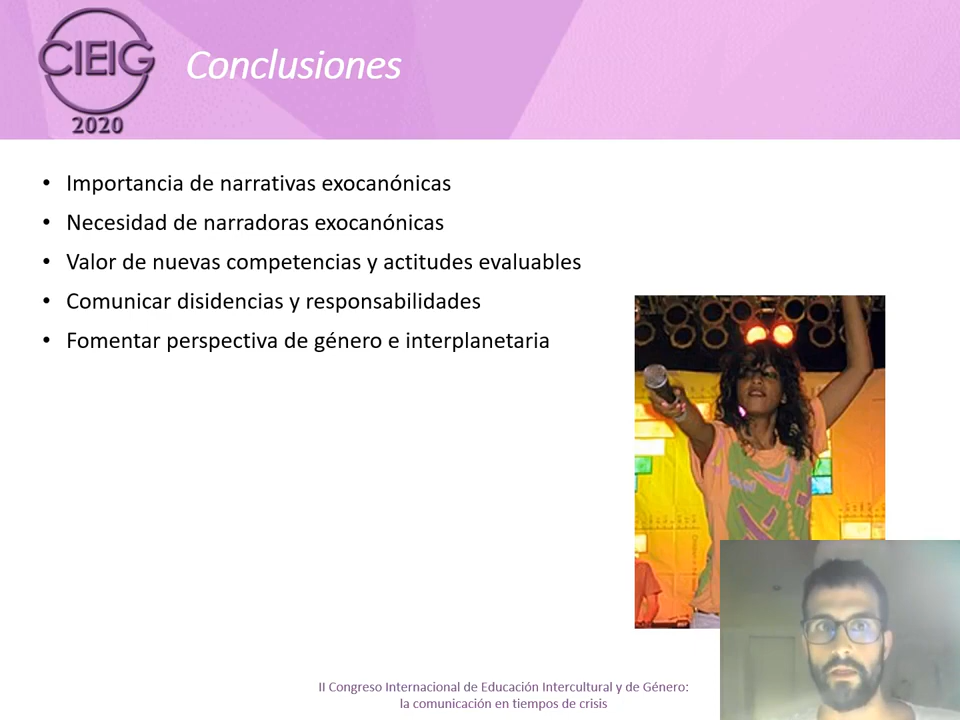 CIEIG
2020
Conclusiones
• Importancia de narrativas exocanónicas
• Necesidad de narradoras exocanónicas
• Valor de nuevas competencias y actitudes evaluables
• Comunicar disidencias y responsabilidades
• Fomentar perspectiva de género e interplanetaria
II Congreso Internacional de Educación Intercultural y de Género:
la comunicación en tiempos de crisis